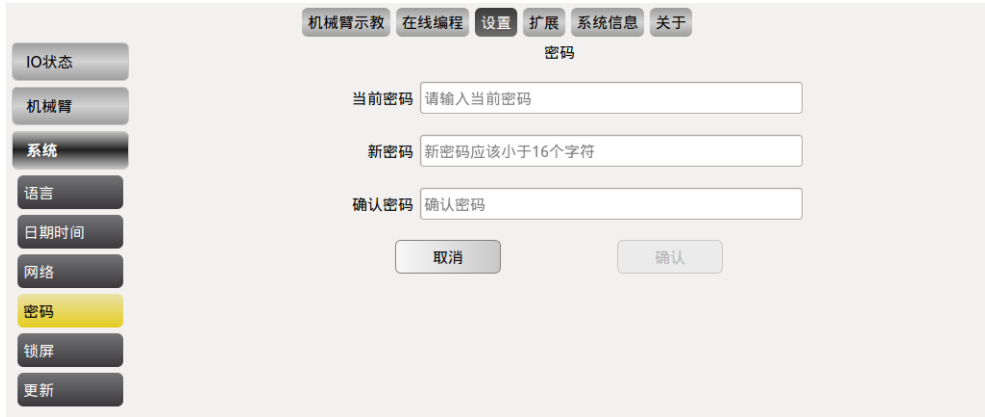 机械臂示教 在线编程 设置 扩展 系统信息 关于
密码
IO状态
机械臂
系统
语言
日期时间
网络
密码
锁屏
更新
当前密码 请输入当前密码
新密码 新密码应该小于16个字符
确认密码 确认密码
取消 确认